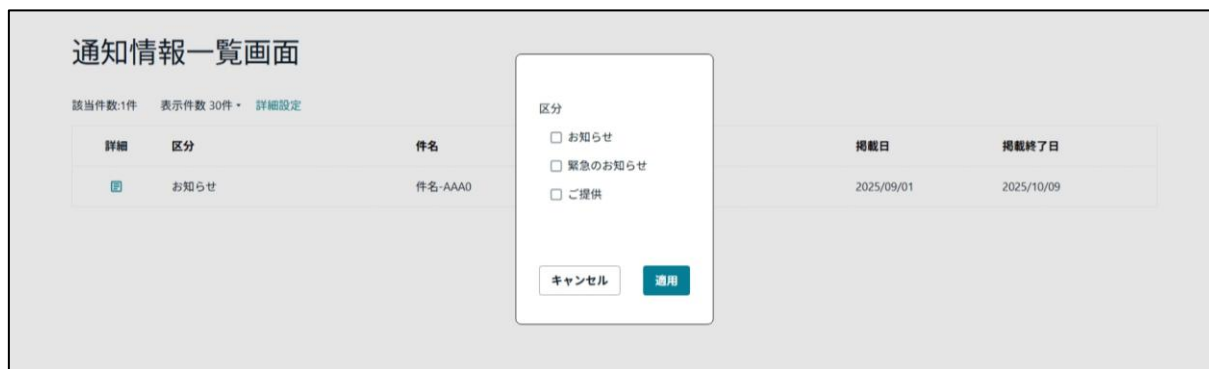 通知情報一覧画面
該当件数:1件 表示件数 30件 詳細設定
詳細 区分 件名 掲載日 掲載終了日
お知らせ 件名-AAA0 2025/09/01 2025/10/09
区分
お知らせ
緊急のお知らせ
ご提供
キャンセル 適用